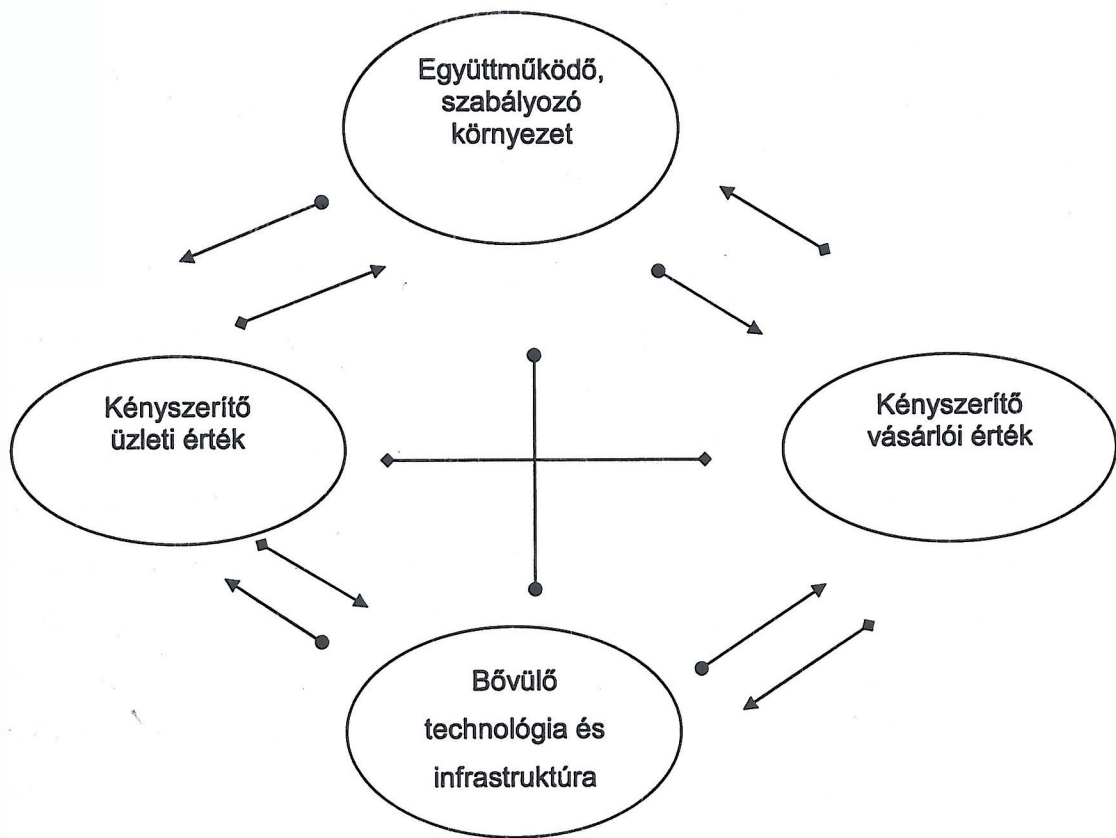 Együttműködő,
szabályozó
környezet
Kényszerítő
üzleti érték
Kényszerítő
vásárlói érték
Bővülő
technológia és
infrastruktúra